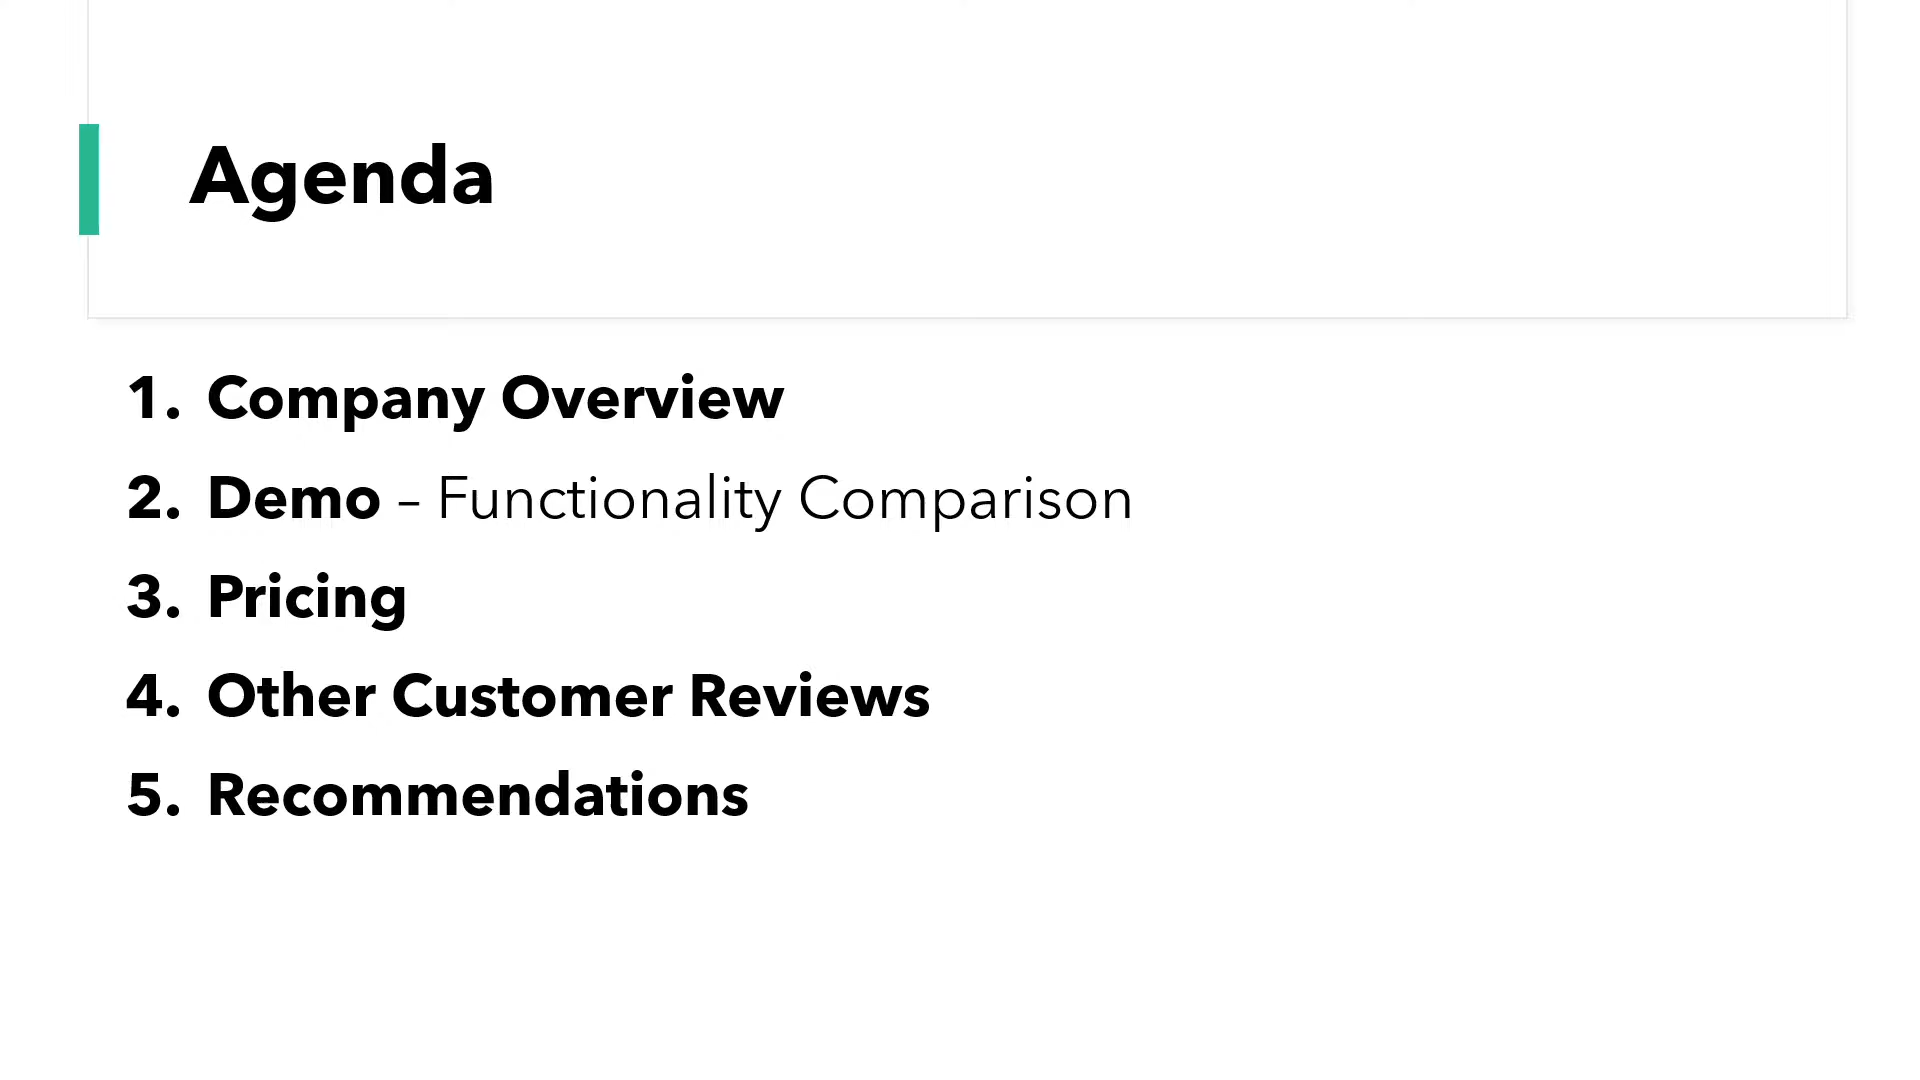 Agenda
1. Company Overview
2. Demo – Functionality Comparison
3. Pricing
4. Other Customer Reviews
5. Recommendations